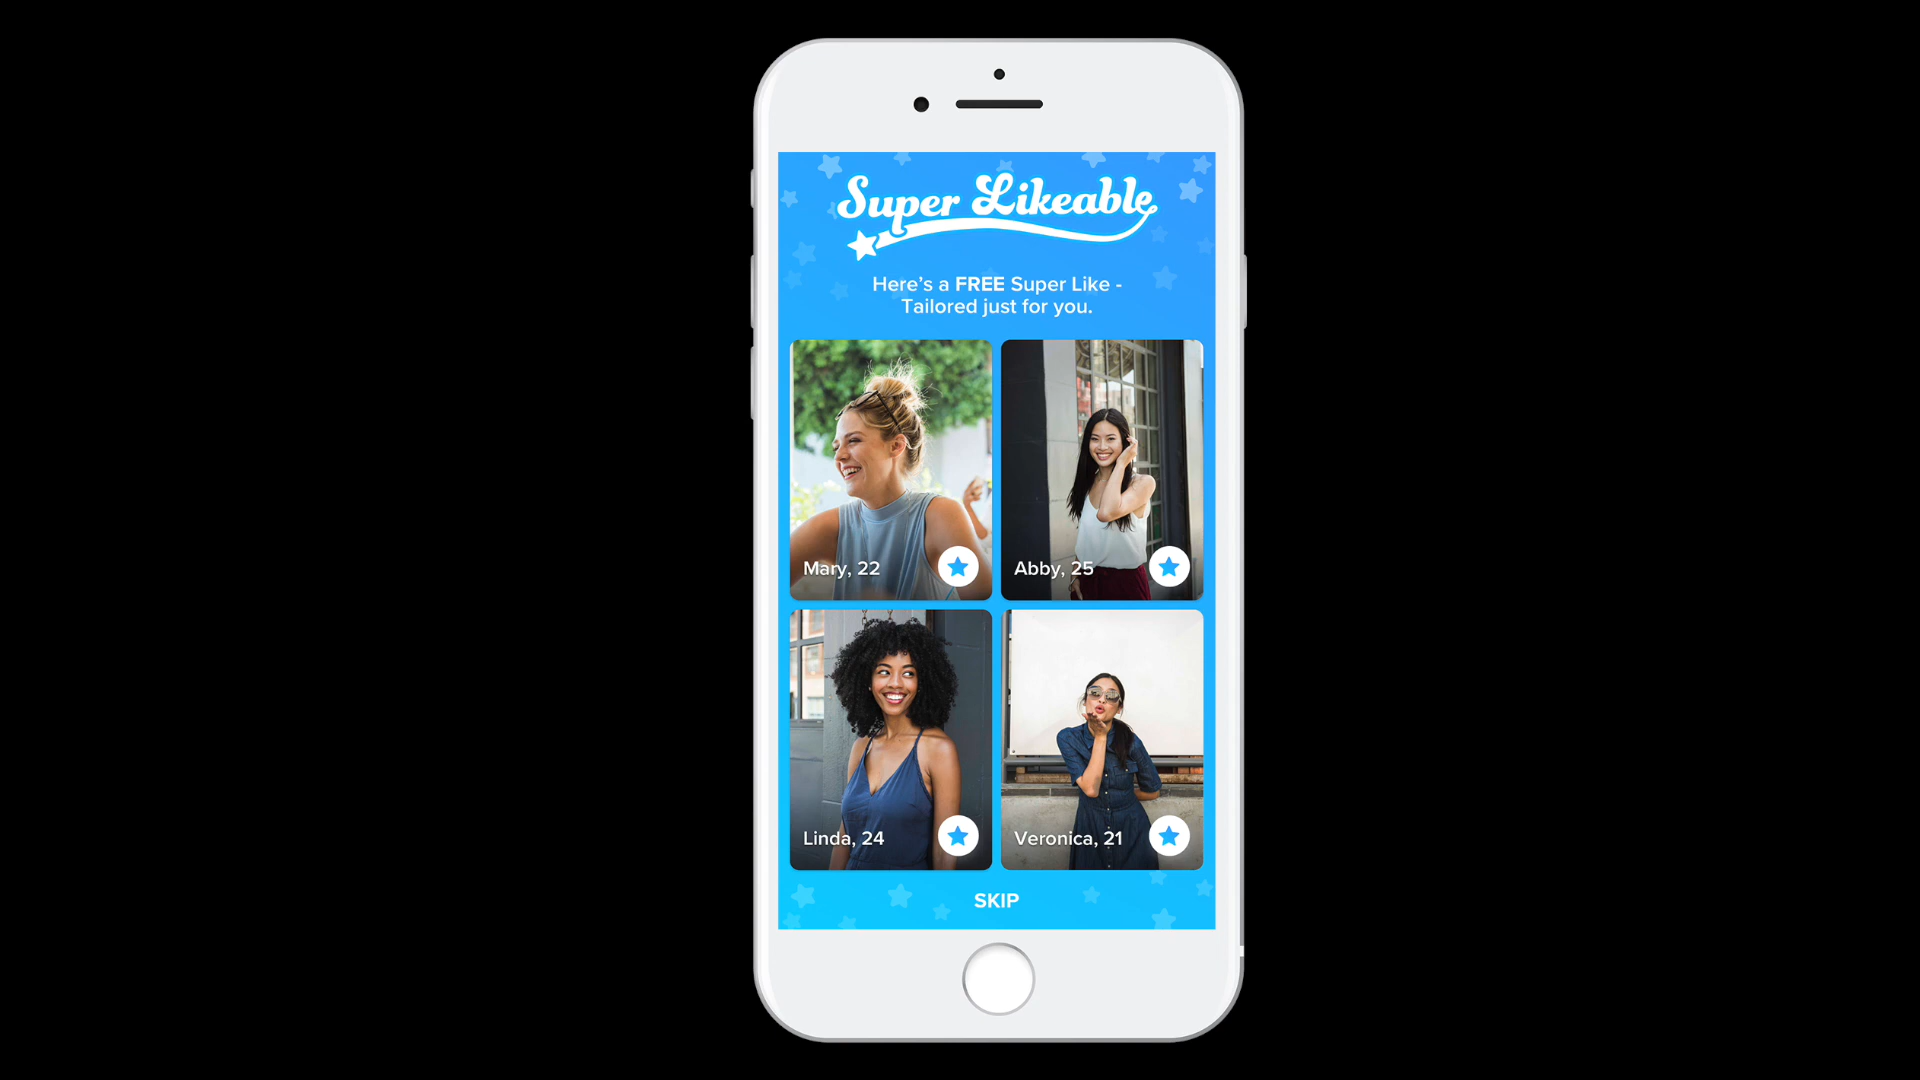 Super Likeable
Here’s a FREE Super Like -
Tailored just for you.
Mary, 22
Abby, 25
Linda, 24
Veronica, 21
SKIP